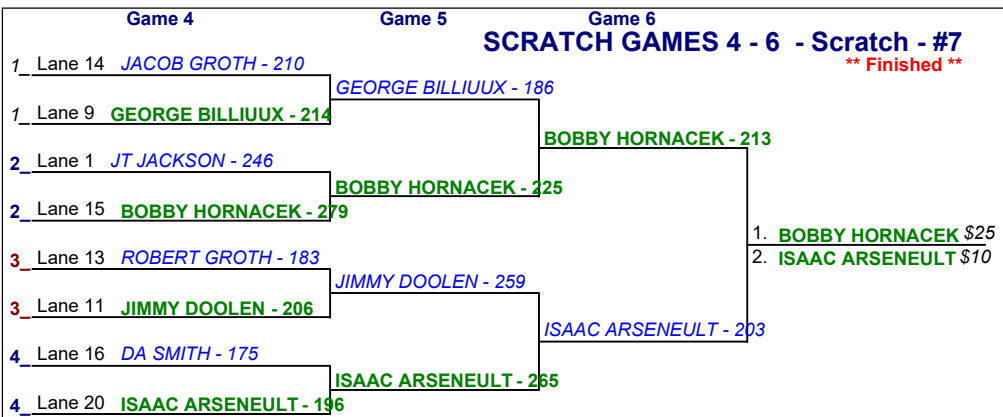 Game 4 Game 5 Game 6
SCRATCH GAMES 4 - 6 - Scratch - #7
** Finished **
1_ Lane 14 JACOB GROTH - 210
GEORGE BILLIUUX - 186
1_ Lane 9 GEORGE BILLIUUX - 214
BOBBY HORNACEK - 213
2_ Lane 1 JT JACKSON - 246
BOBBY HORNACEK - 225
2_ Lane 15 BOBBY HORNACEK - 279
1. BOBBY HORNACEK $25
2. ISAAC ARSENEULT $10
3_ Lane 13 ROBERT GROTH - 183
JIMMY DOOLEN - 259
3_ Lane 11 JIMMY DOOLEN - 206
ISAAC ARSENEULT - 203
4_ Lane 16 DA SMITH - 175
ISAAC ARSENEULT - 265
4_ Lane 20 ISAAC ARSENEULT - 196